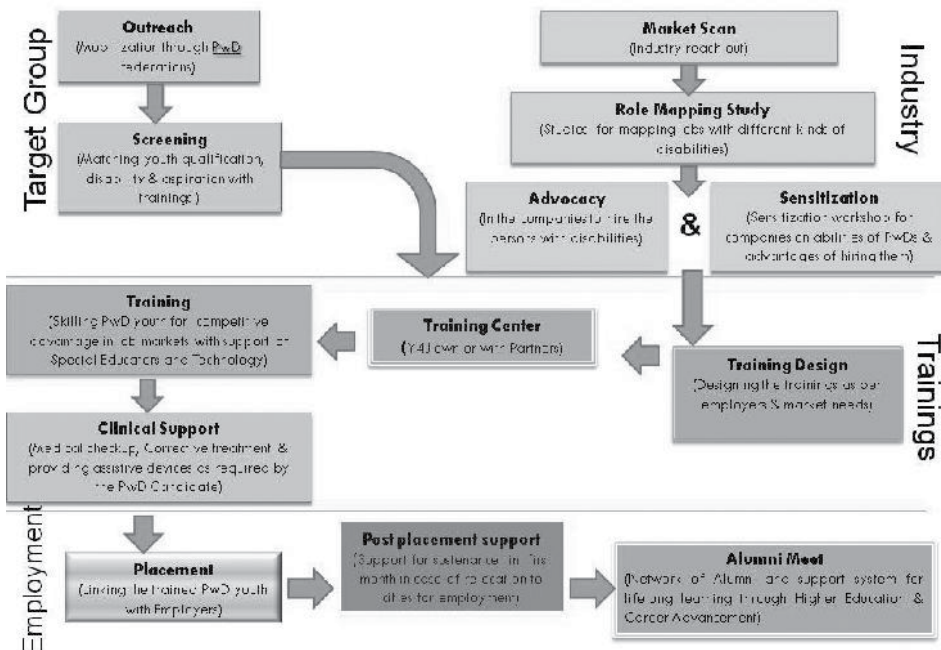 Target Group
Outreach
(Mobilization through PwD
federations)
Screening
(Matching youth qualification,
disability & aspiration with
trainings)
Industry
Market Scan
(Industry reach out)
Role Mapping Study
(Studied for mapping jobs with different kinds of
disabilities)
Advocacy
(In the companies to hire the
persons with disabilities)
&
Sensitization
(Sensitization workshop for
companies on abilities of PwDs &
advantages of hiring them)
Trainings
Training
(Skilling PwD youth for competitive
advantage in job markets with support of
Special Educators and Technology)
Training Center
(Y4J own or with Partners)
Training Design
(Designing the trainings as per
employers & market needs)
Clinical Support
(Medical checkup, Corrective treatment &
providing assistive devices as required by
the PwD Candidate)
Employment
Placement
(Linking the trained PwD youth
with Employers)
Post placement support
(Support for sustenance in first
month in case of relocation to
cities for employment)
Alumni Meet
(Network of Alumni and support system for
lifelong learning through Higher Education &
Career Advancement)